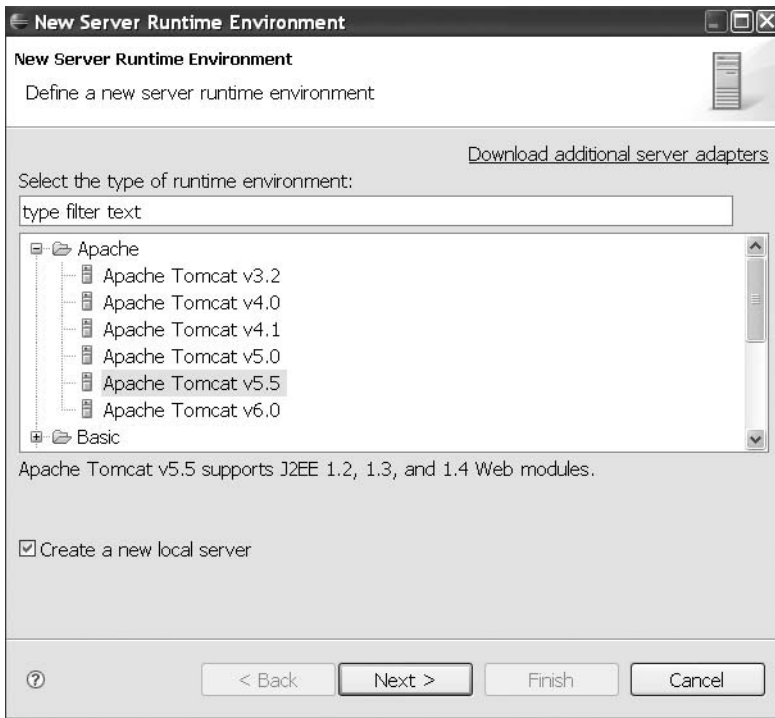 New Server Runtime Environment
New Server Runtime Environment
Define a new server runtime environment
Download additional server adapters
Select the type of runtime environment:
type filter text
Apache
Apache Tomcat v3.2
Apache Tomcat v4.0
Apache Tomcat v4.1
Apache Tomcat v5.0
Apache Tomcat v5.5
Apache Tomcat v6.0
Basic
Apache Tomcat v5.5 supports J2EE 1.2, 1.3, and 1.4 Web modules.
Create a new local server
? < Back Next > Finish Cancel